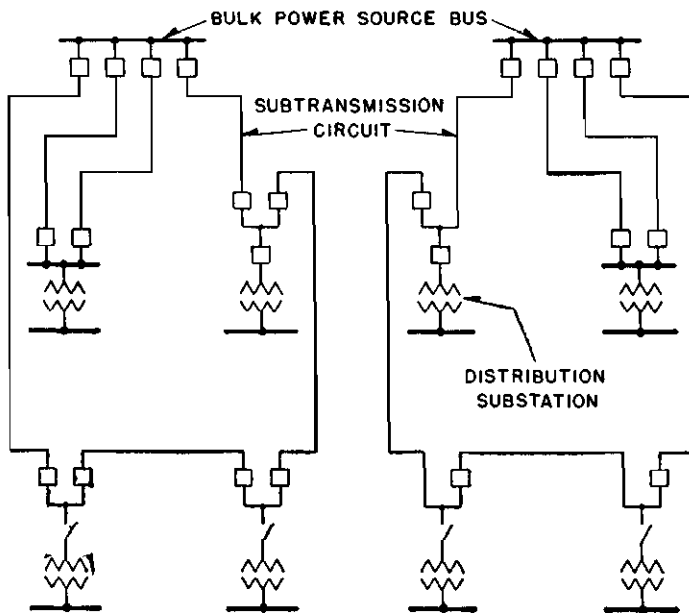 BULK POWER SOURCE BUS
SUBTRANSMISSION
CIRCUIT
DISTRIBUTION
SUBSTATION